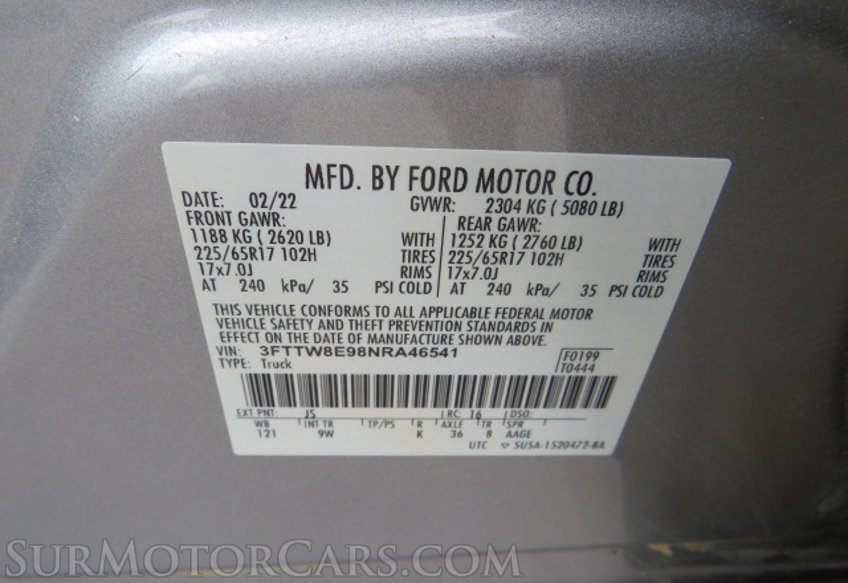 MFD. BY FORD MOTOR CO.
DATE: 02/22 GVWR: 2304 KG ( 5080 LB)
FRONT GAWR: REAR GAWR:
1188 KG ( 2620 LB) WITH 1252 KG ( 2760 LB) WITH
225/65R17 102H TIRES 225/65R17 102H TIRES
17x7.0J RIMS 17x7.0J RIMS
AT 240 kPa/ 35 PSI COLD AT 240 kPa/ 35 PSI COLD
THIS VEHICLE CONFORMS TO ALL APPLICABLE FEDERAL MOTOR
VEHICLE SAFETY AND THEFT PREVENTION STANDARDS IN
EFFECT ON THE DATE OF MANUFACTURE SHOWN ABOVE.
VIN: 3FTTW8E98NRA46541 F0199
TYPE: Truck T0444
EXT PNT: JS RC: 16 DSO:
WB INT TR TP/PS R AXLE TR SPR
121 9W K 36 8 AAGE
UTC 5U5A-1520472-BA
SURMOTORCARS.COM